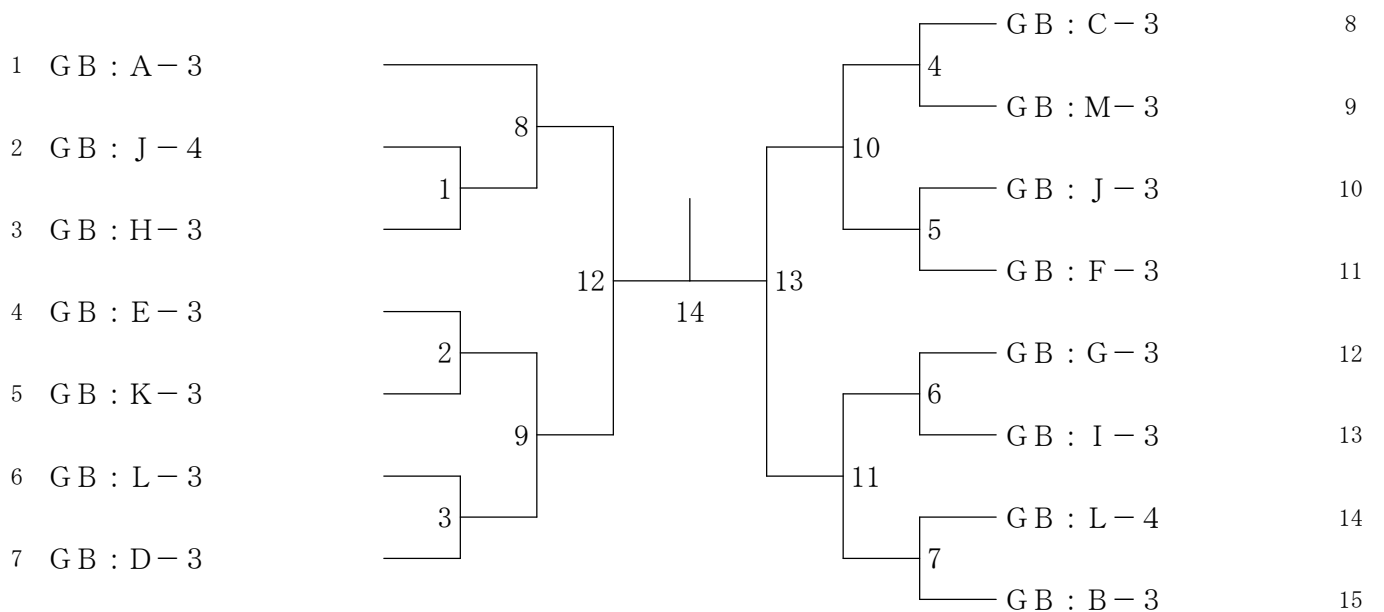 1 GB：A－3
2 GB：J－4
3 GB：H－3
4 GB：E－3
5 GB：K－3
6 GB：L－3
7 GB：D－3
8
1
2
9
3
12
14
13
10
4
5
11
6
7
GB：C－3 8
GB：M－3 9
GB：J－3 10
GB：F－3 11
GB：G－3 12
GB：I－3 13
GB：L－4 14
GB：B－3 15